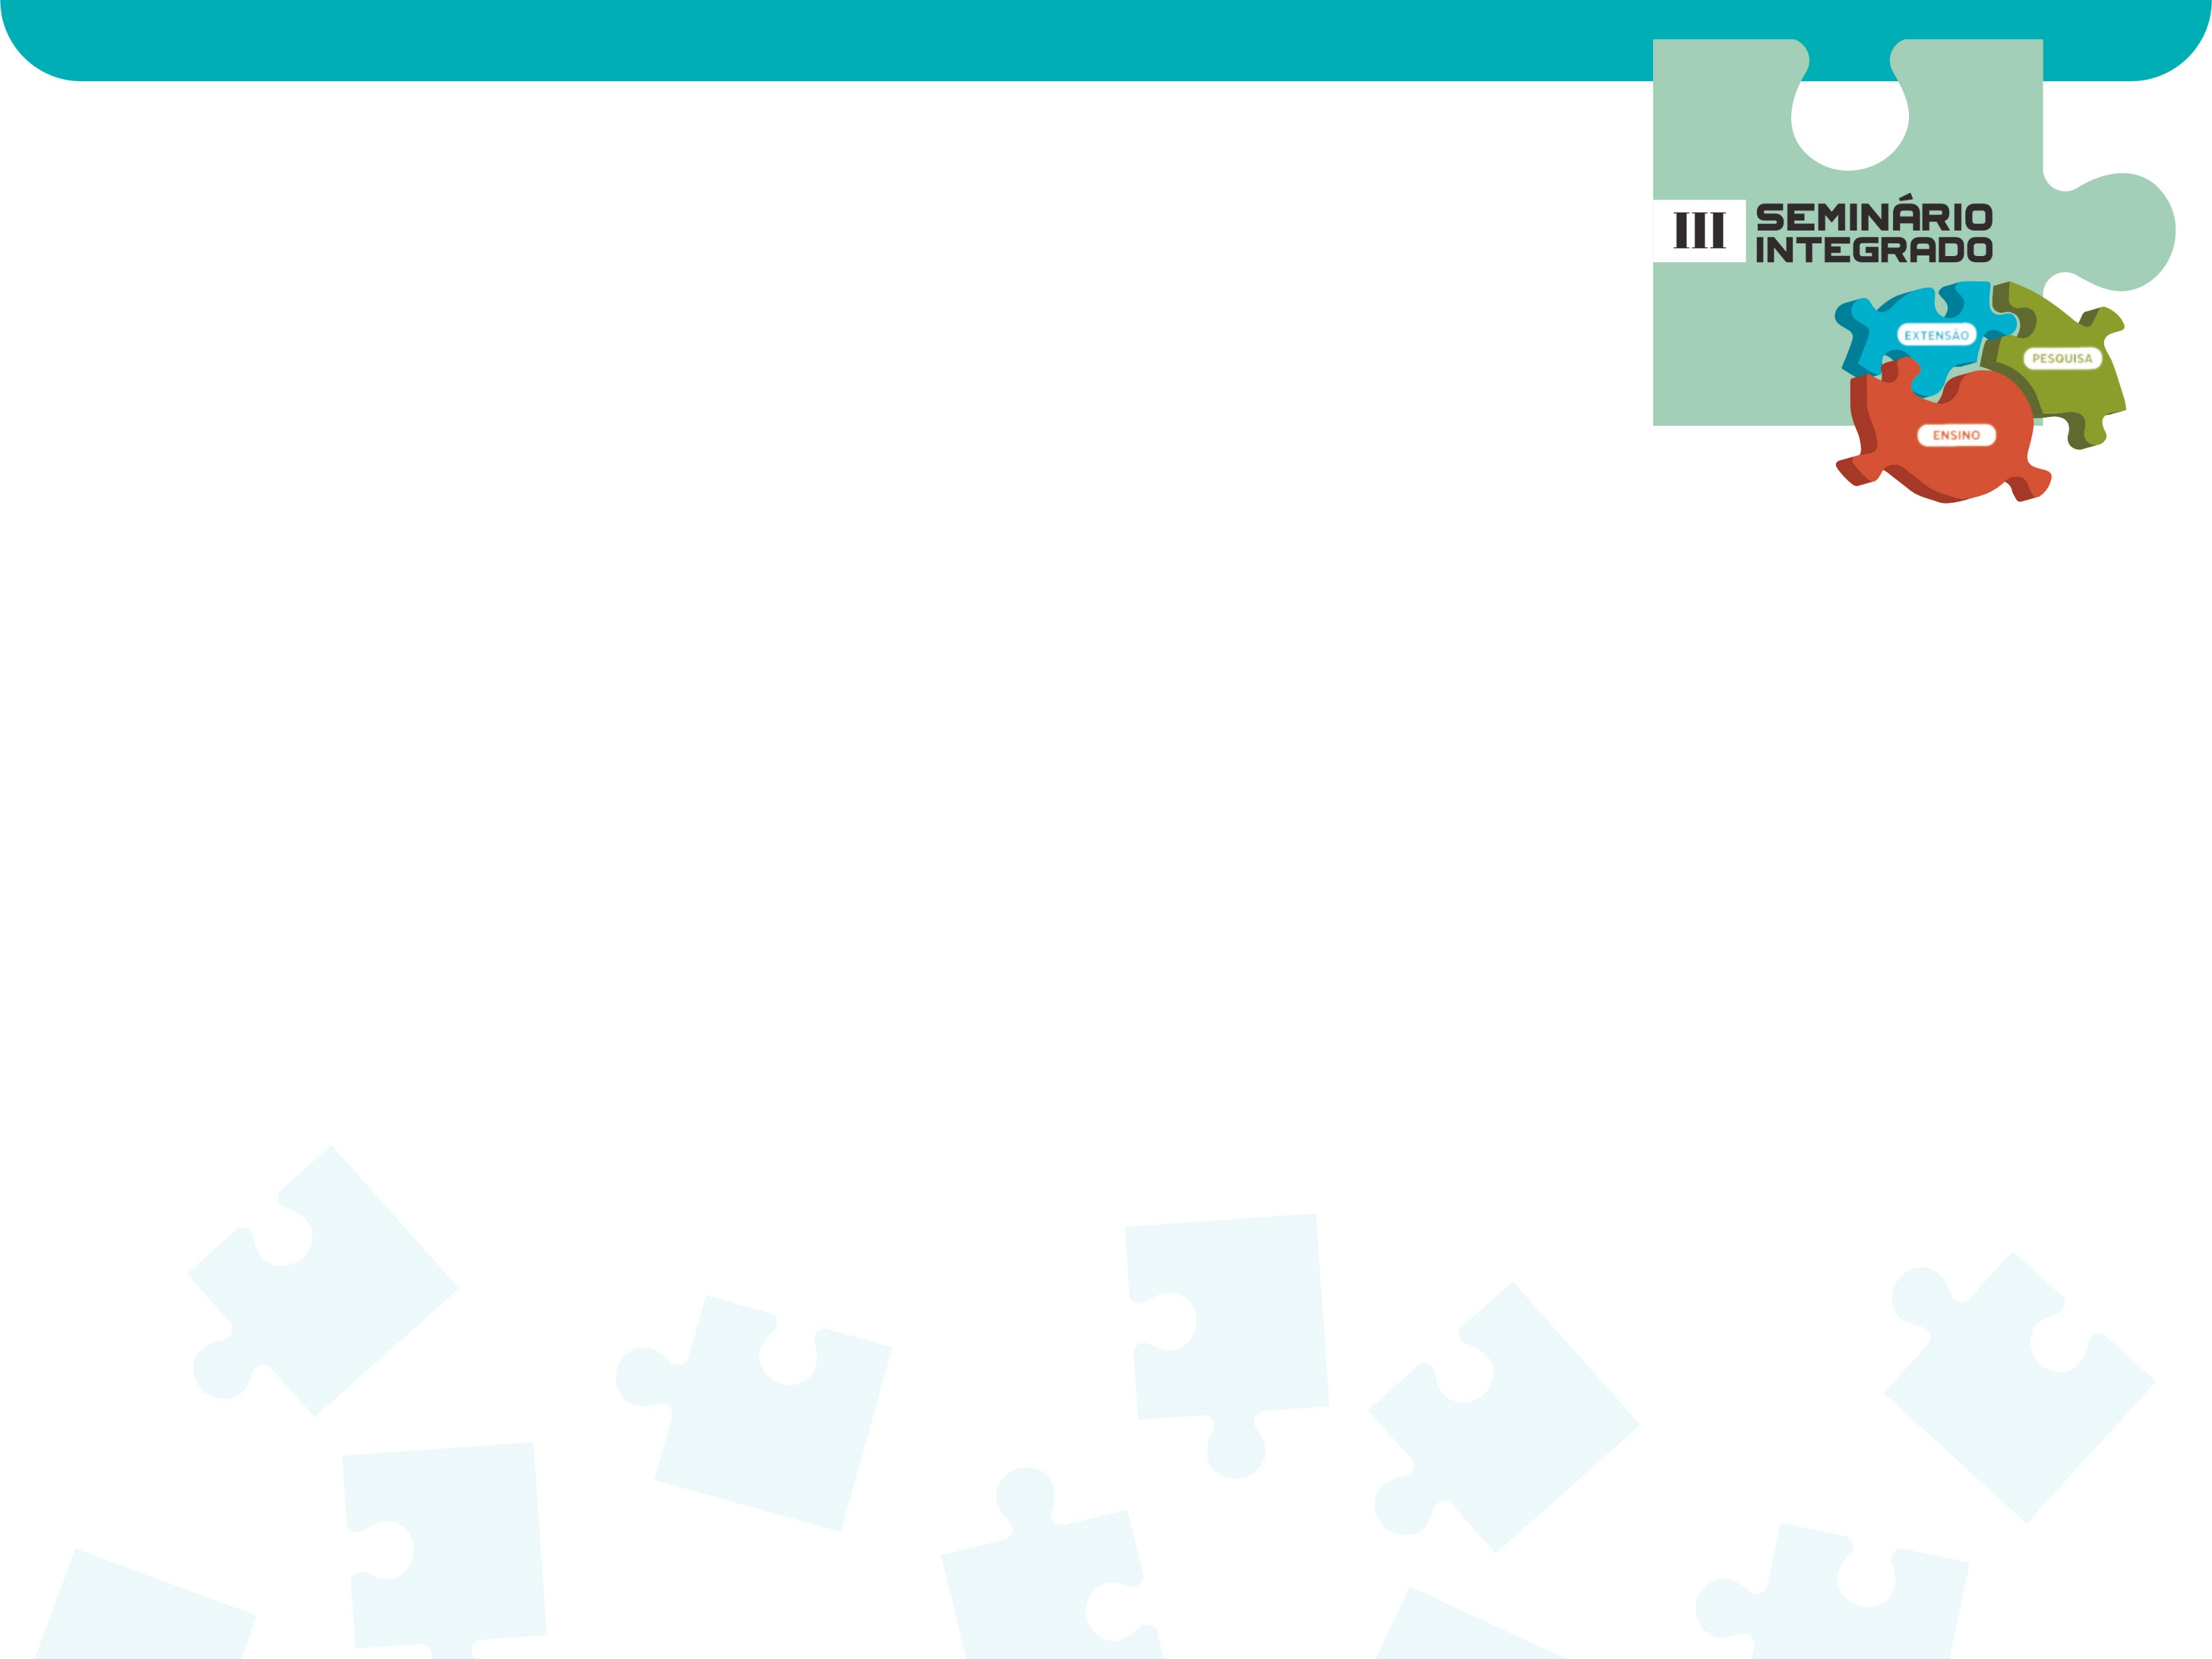 III SEMINÁRIO
INTEGRADO
EXTENSÃO
PESQUISA
ENSINO